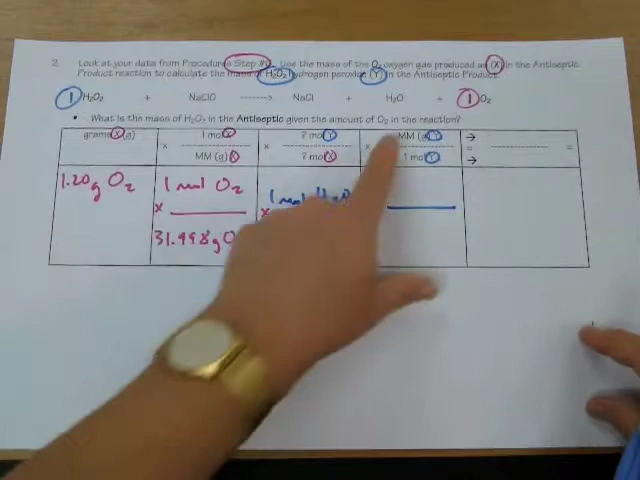 2. Look at your data from Procedure Step # Use the mass of the O₂ oxygen gas produced as (X) in the Antiseptic
Product reaction to calculate the mass of H₂O₂ hydrogen peroxide (Y) in the Antiseptic Product.
1 H₂O₂ + NaClO -----> NaCl + H₂O + 1 O₂
• What is the mass of H₂O₂ in the Antiseptic given the amount of O₂ in the reaction?
grams X (g) x 1 mol X x ? mol Y x MM (g) Y → = =
MM (g) X ? mol X 1 mol Y →
1.20g O₂ 1 mol O₂ 1 mol
x x
31.998g